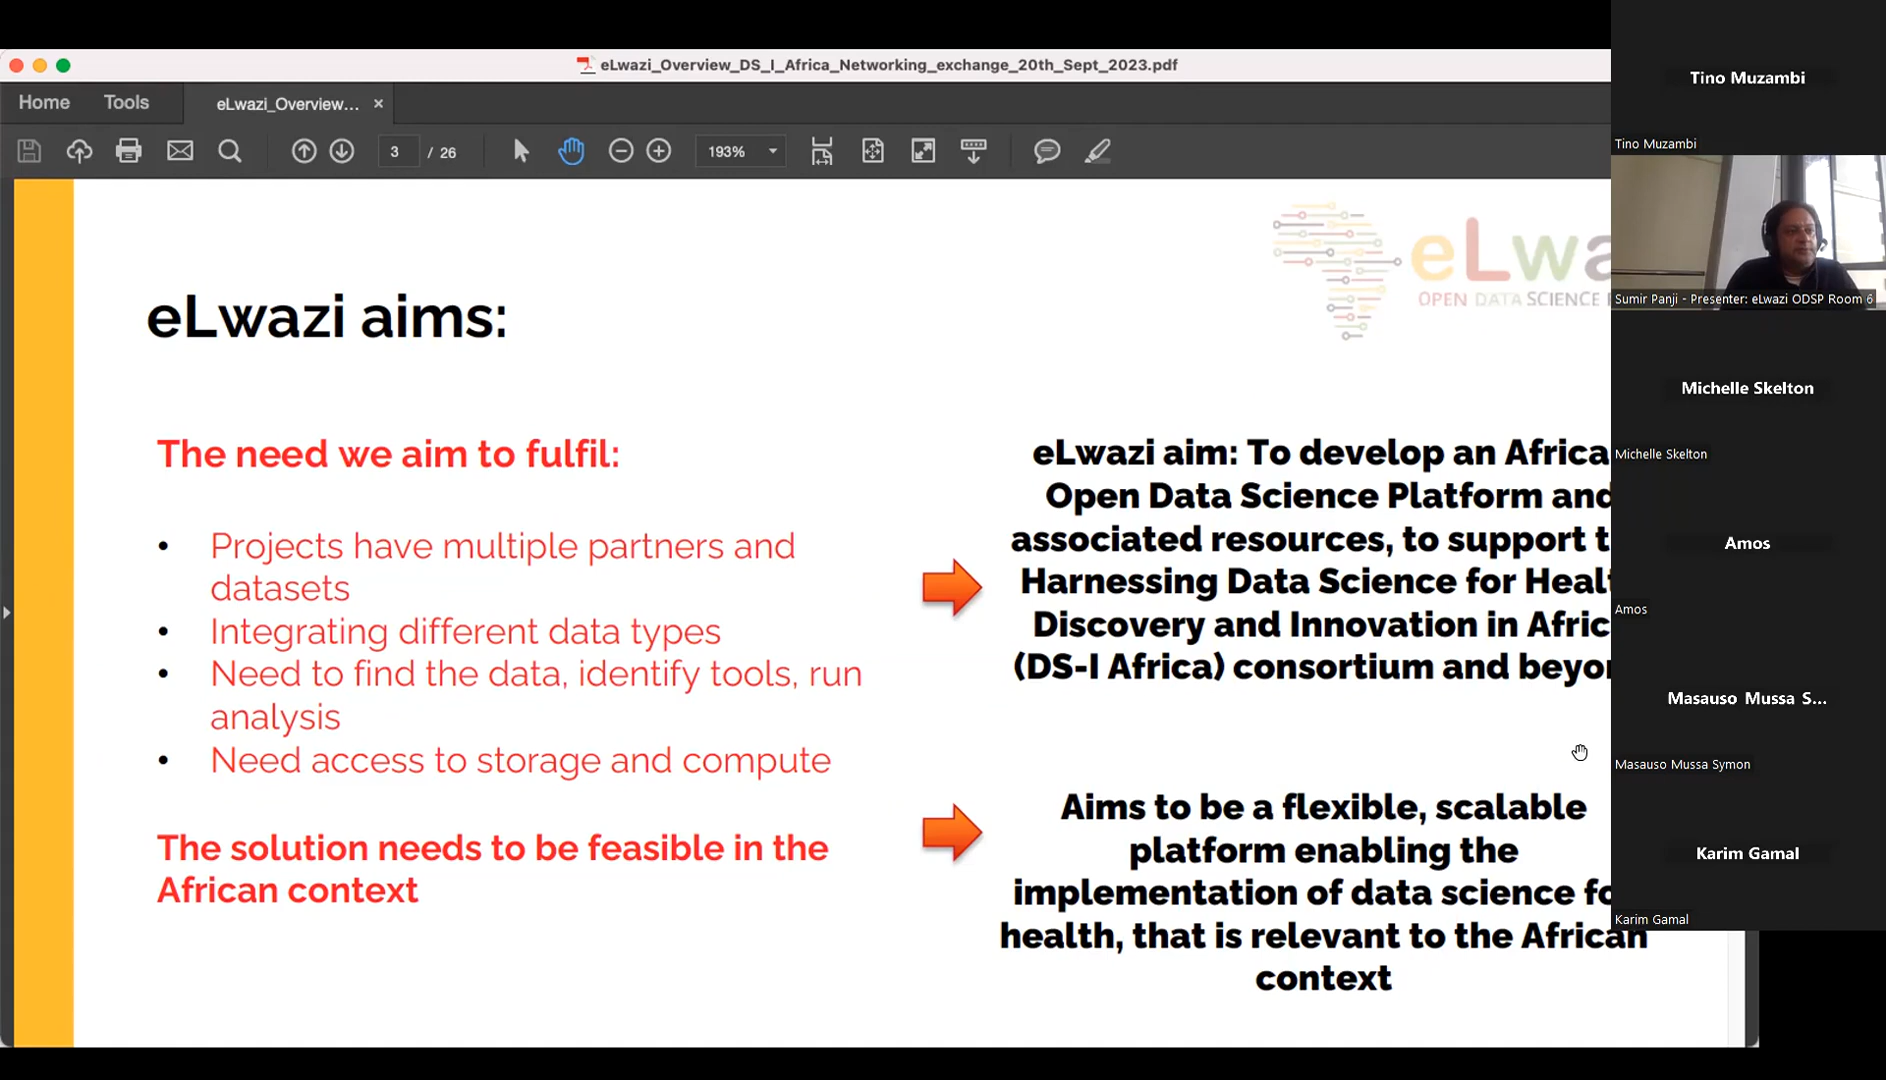 eLwazi_Overview_DS_I_Africa_Networking_exchange_20th_Sept_2023.pdf
Home
Tools
eLwazi_Overview...
3
/ 26
193%
eLwa
OPEN DATA SCIENCE
eLwazi aims:
The need we aim to fulfil:
• Projects have multiple partners and
datasets
• Integrating different data types
• Need to find the data, identify tools, run
analysis
• Need access to storage and compute
The solution needs to be feasible in the
African context
eLwazi aim: To develop an Africa
Open Data Science Platform and
associated resources, to support t
Harnessing Data Science for Heal
Discovery and Innovation in Afric
(DS-I Africa) consortium and beyo
Aims to be a flexible, scalable
platform enabling the
implementation of data science fo
health, that is relevant to the African
context
Tino Muzambi
Tino Muzambi
Sumir Panji - Presenter: eLwazi ODSP Room 6
Michelle Skelton
Michelle Skelton
Amos
Amos
Masauso Mussa S...
Masauso Mussa Symon
Karim Gamal
Karim Gamal